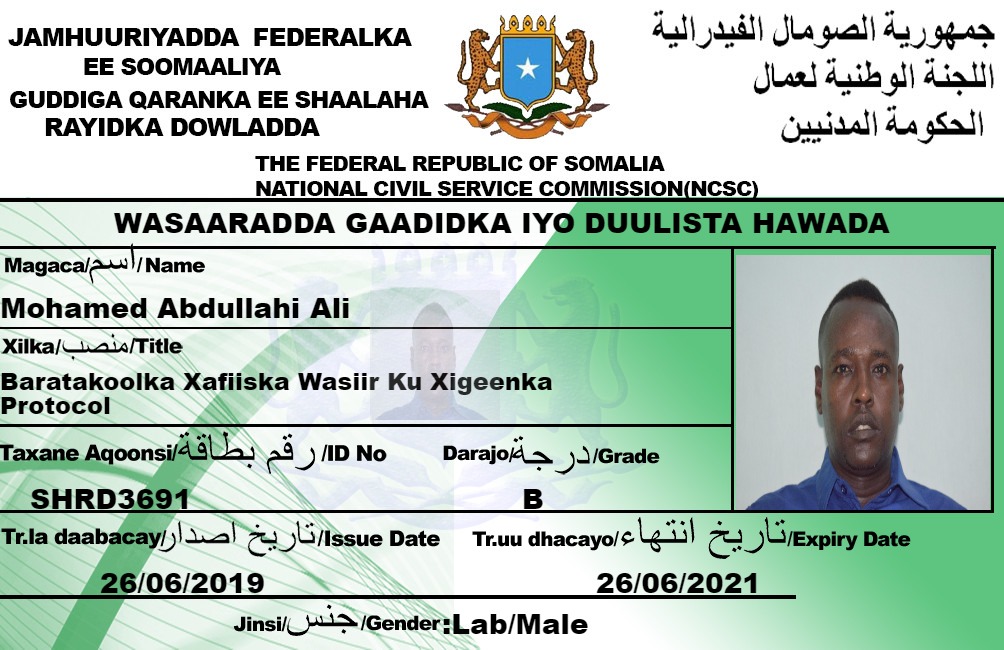 JAMHUURIYADDA FEDERALKA
EE SOOMAALIYA
GUDDIGA QARANKA EE SHAALAHA
RAYIDKA DOWLADDA
جمهورية الصومال الفيدرالية
اللجنة الوطنية لعمال
الحكومة المدنيين
THE FEDERAL REPUBLIC OF SOMALIA
NATIONAL CIVIL SERVICE COMMISSION(NCSC)
WASAARADDA GAADIDKA IYO DUULISTA HAWADA
Magaca/اسم/Name
Mohamed Abdullahi Ali
Xilka/منصب/Title
Baratakoolka Xafiiska Wasiir Ku Xigeenka
Protocol
Taxane Aqoonsi/رقم بطاقة/ID No Darajo/درجة/Grade
SHRD3691 B
Tr.la daabacay/تاريخ اصدار/Issue Date Tr.uu dhacayo/تاريخ انتهاء/Expiry Date
26/06/2019 26/06/2021
Jinsi/جنس/Gender:Lab/Male